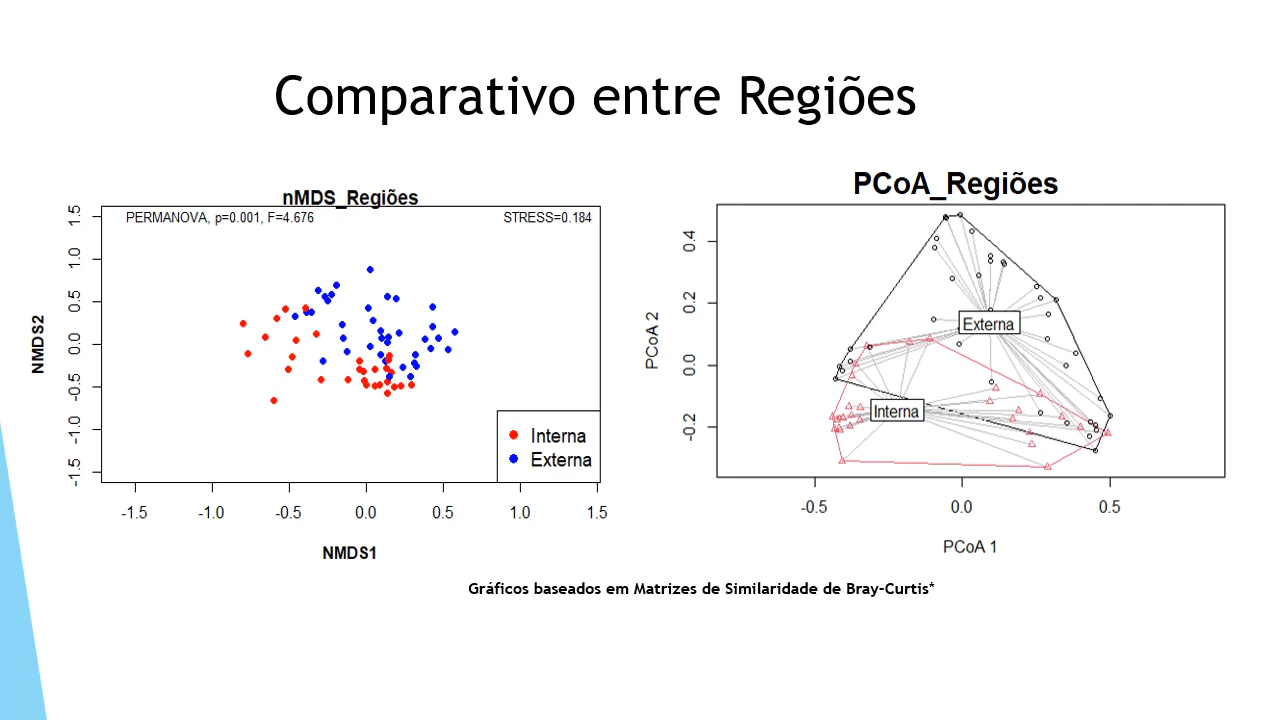 Comparativo entre Regiões
nMDS_Regiões
PERMANOVA, p=0.001, F=4.676
STRESS=0.184
NMDS2
1.5
1.0
0.5
0.0
-0.5
-1.0
-1.5
Interna
Externa
-1.5 -1.0 -0.5 0.0 0.5 1.0 1.5
NMDS1
PCoA_Regiões
PCoA 2
0.4
0.2
0.0
-0.2
Externa
Interna
-0.5 0.0 0.5
PCoA 1
Gráficos baseados em Matrizes de Similaridade de Bray-Curtis*